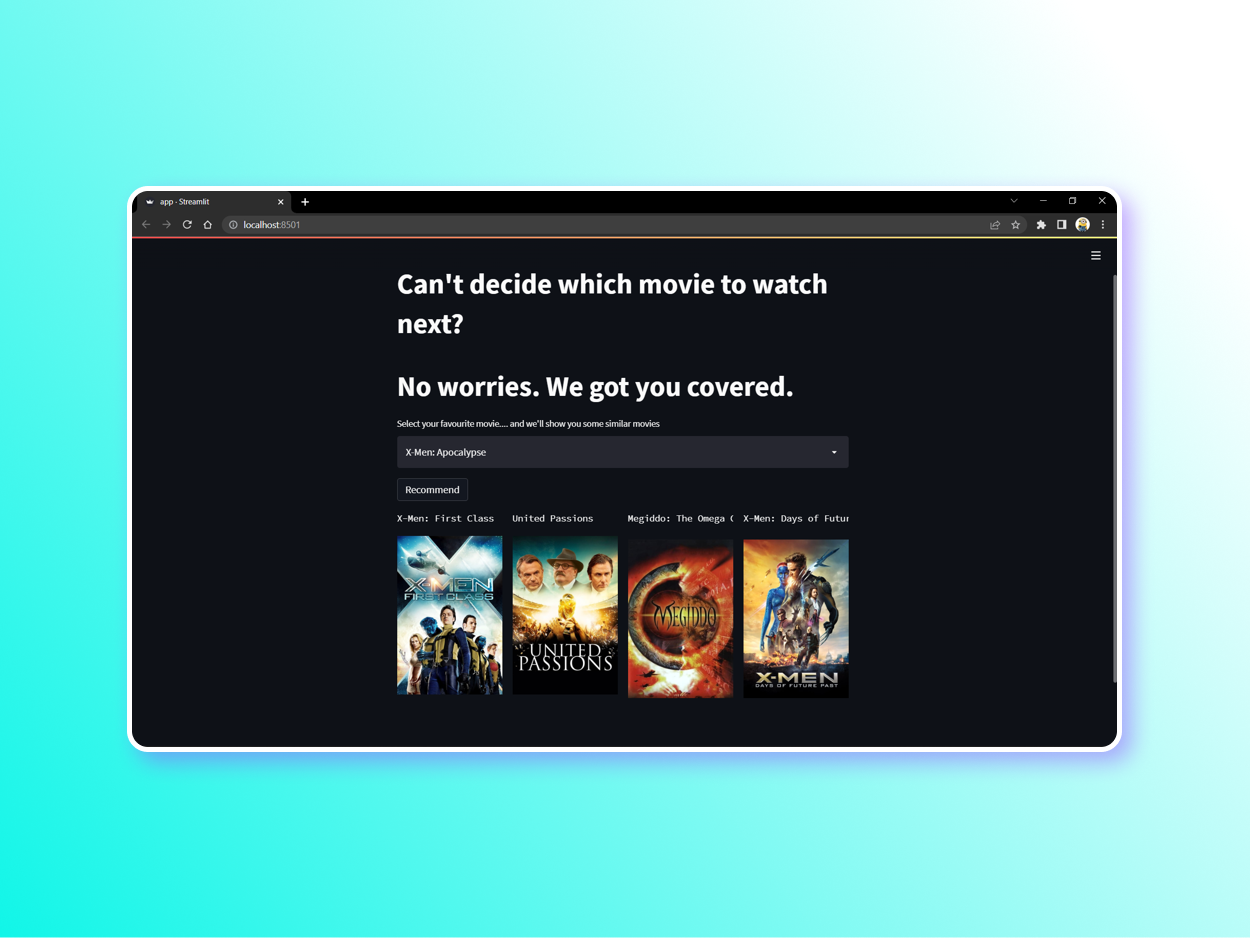 app · Streamlit
localhost:8501
Can't decide which movie to watch
next?
No worries. We got you covered.
Select your favourite movie.... and we'll show you some similar movies
X-Men: Apocalypse
Recommend
X-Men: First Class
United Passions
Megiddo: The Omega C
X-Men: Days of Futur
X-MEN
FIRST CLASS
UNITED
PASSIONS
MEGIDDO
X-MEN
DAYS OF FUTURE PAST